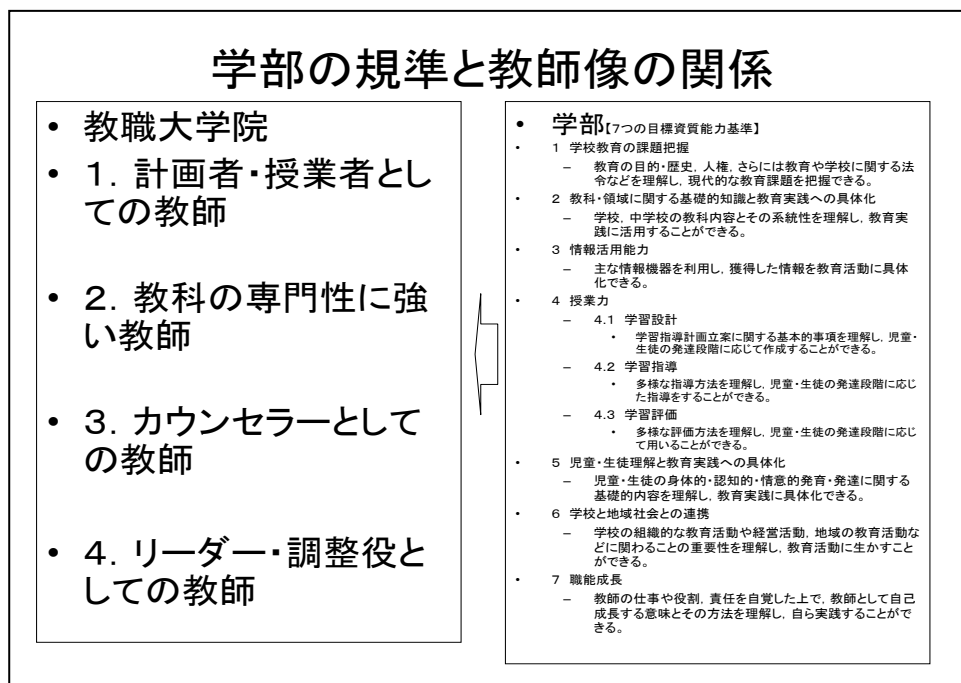 学部の規準と教師像の関係
• 教職大学院
• １．計画者・授業者とし
ての教師
• ２．教科の専門性に強
い教師
• ３．カウンセラーとして
の教師
• ４．リーダー・調整役と
しての教師
• 学部【7つの目標資質能力基準】
• １ 学校教育の課題把握
– 教育の目的・歴史，人権，さらには教育や学校に関する法
令などを理解し，現代的な教育課題を把握できる。
• ２ 教科・領域に関する基礎的知識と教育実践への具体化
– 学校，中学校の教科内容とその系統性を理解し，教育実
践に活用することができる。
• ３ 情報活用能力
– 主な情報機器を利用し，獲得した情報を教育活動に具体
化できる。
• ４ 授業力
– 4.1 学習設計
• 学習指導計画立案に関する基本的事項を理解し，児童・
生徒の発達段階に応じて作成することができる。
– 4.2 学習指導
• 多様な指導方法を理解し，児童・生徒の発達段階に応じ
た指導をすることができる。
– 4.3 学習評価
• 多様な評価方法を理解し，児童・生徒の発達段階に応じ
て用いることができる。
• ５ 児童・生徒理解と教育実践への具体化
– 児童・生徒の身体的・認知的・情意的発育・発達に関する
基礎的内容を理解し，教育実践に具体化できる。
• ６ 学校と地域社会との連携
– 学校の組織的な教育活動や経営活動，地域の教育活動な
どに関わることの重要性を理解し，教育活動に生かすこと
ができる。
• ７ 職能成長
– 教師の仕事や役割，責任を自覚した上で，教師として自己
成長する意味とその方法を理解し，自ら実践することがで
きる。